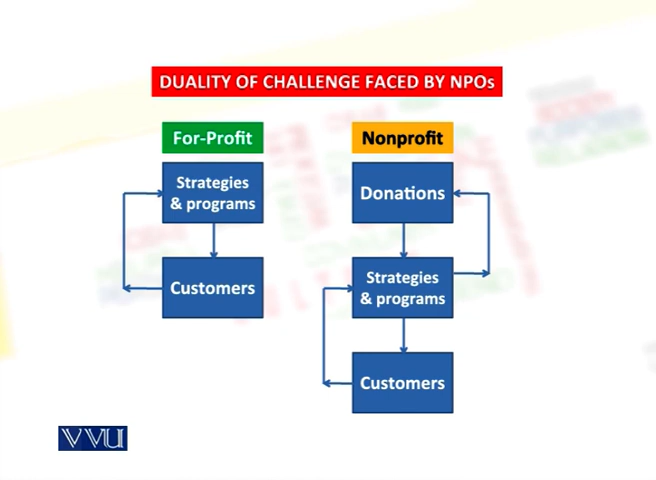 DUALITY OF CHALLENGE FACED BY NPOs
For-Profit
Strategies
& programs
Customers
Nonprofit
Donations
Strategies
& programs
Customers
VVU